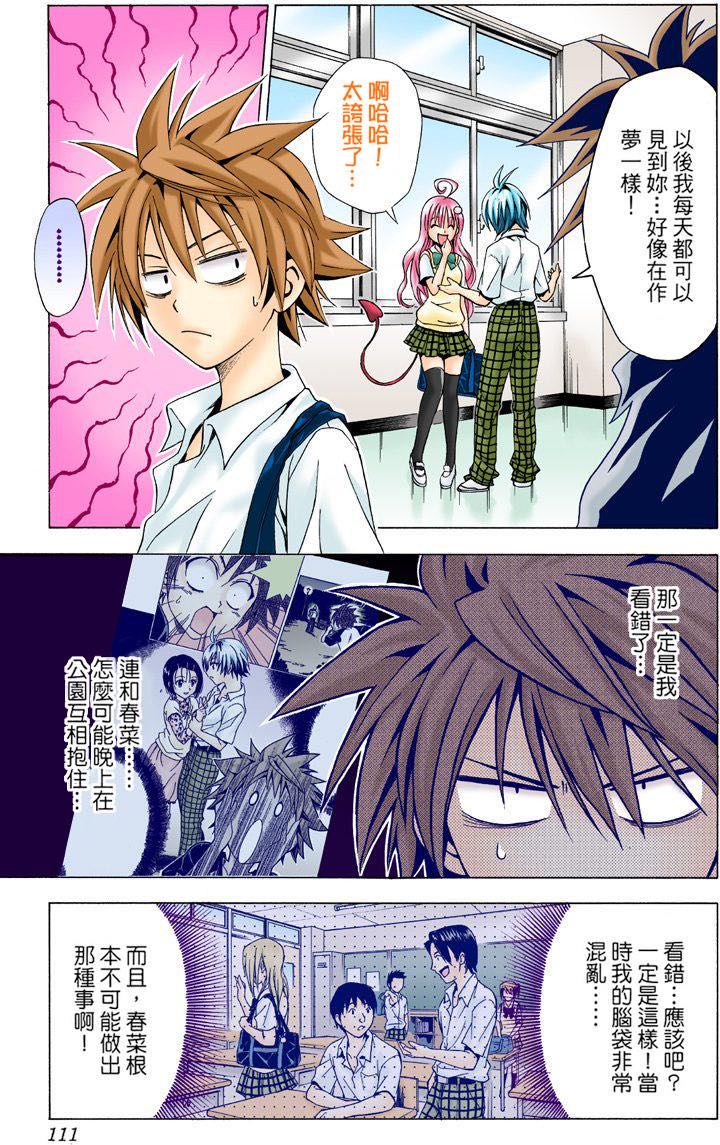 以後我每天都可以
見到妳…好像在作
夢一樣！
啊哈哈！
太誇張了…
………
那一定是我
看錯了…
連和春菜……
怎麼可能晚上在
公園互相抱住…
看錯…應該吧？
一定是這樣！當
時我的腦袋非常
混亂……
而且，春菜根
本不可能做出
那種事啊！
111